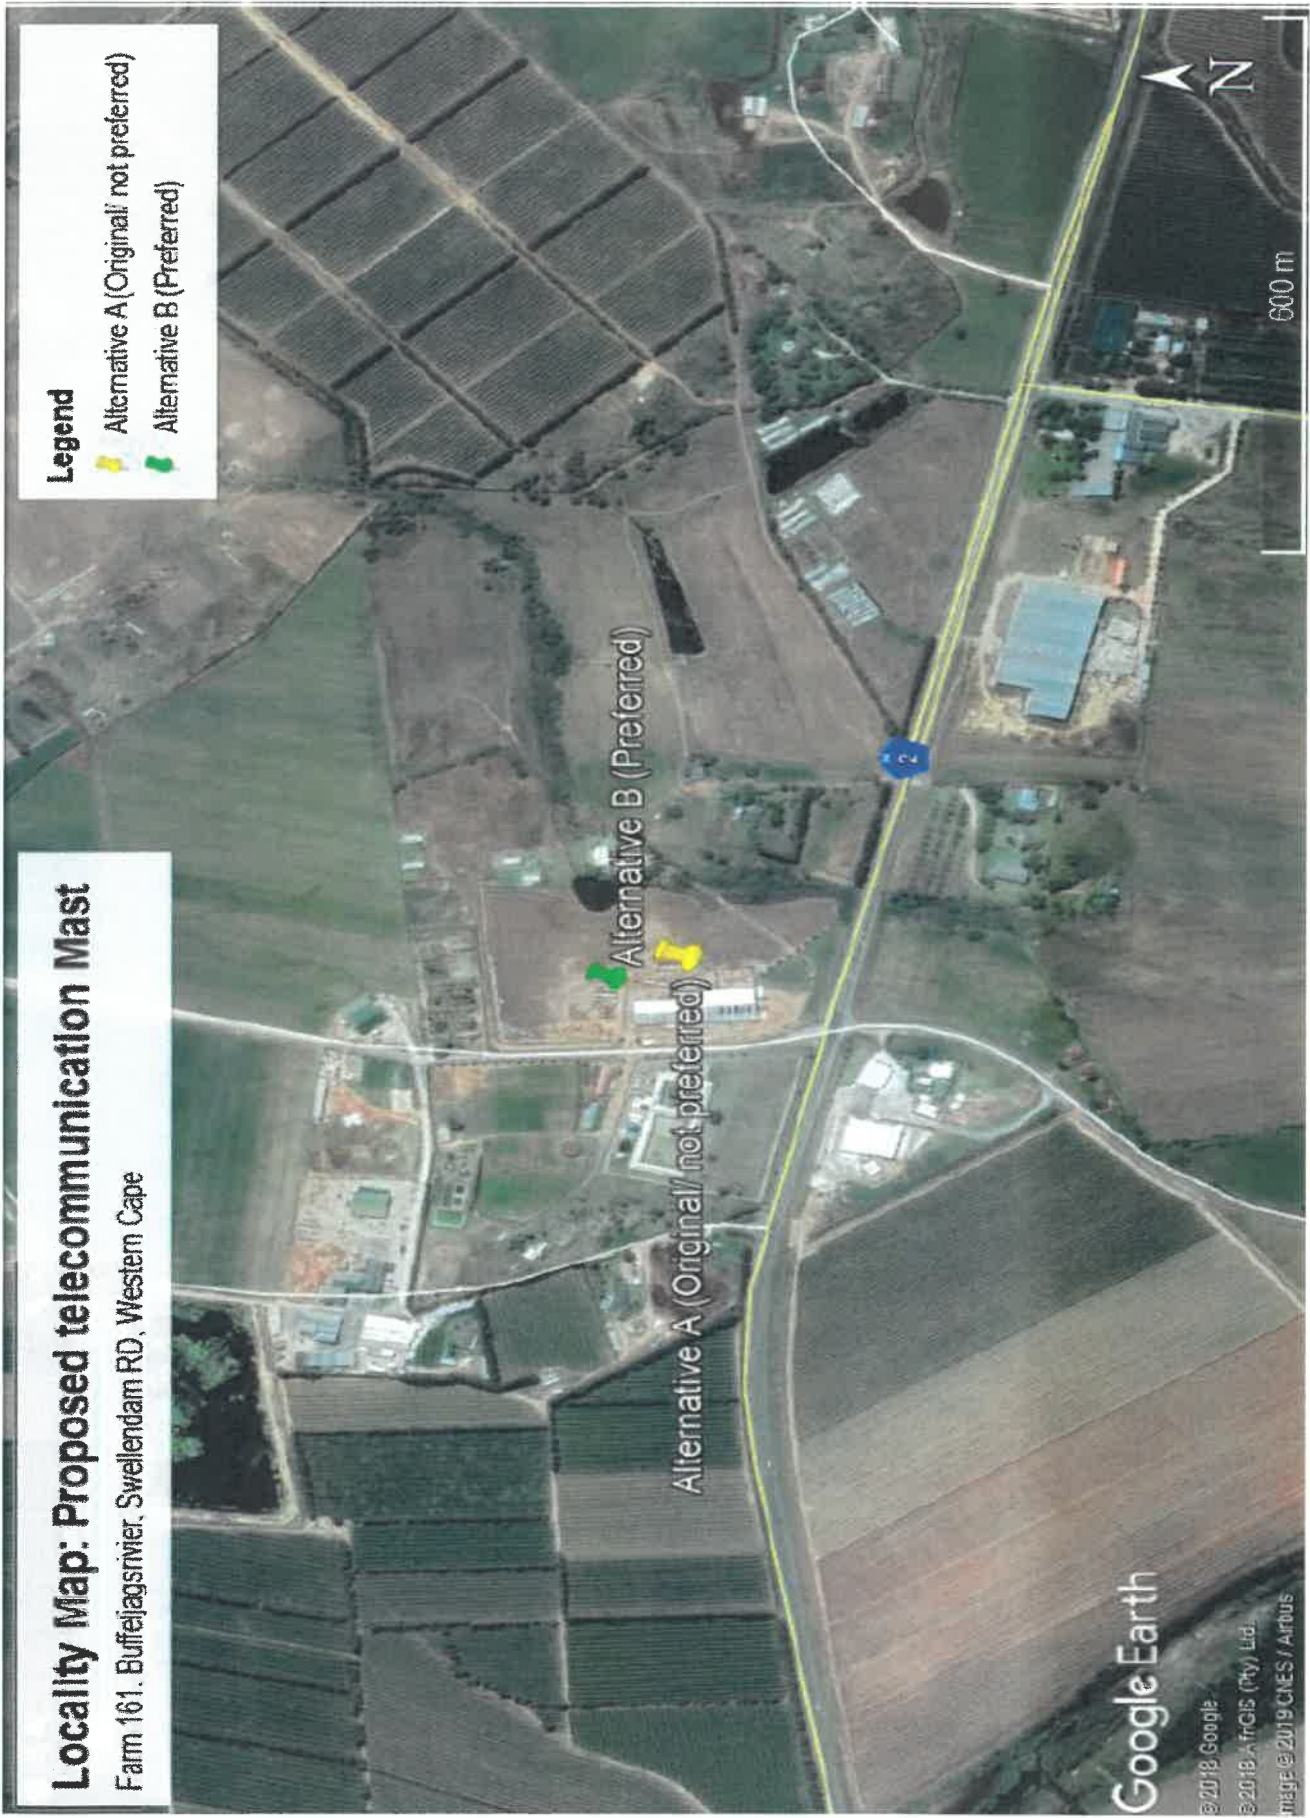 Locality Map: Proposed telecommunication Mast
Farm 161. Buffeljagsrivier, Swellendam RD, Western Cape
Legend
Alternative A (Original/ not preferred)
Alternative B (Preferred)
Alternative B (Preferred)
Alternative A (Original/ not preferred)
2
N
600 m
Google Earth
© 2018 Google
© 2018 AfriGIS (Pty) Ltd.
Image © 2019 CNES / Airbus